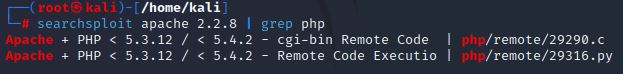 ┌──(root㉿kali)-[/home/kali]
└─# searchsploit apache 2.2.8 | grep php
Apache + PHP < 5.3.12 / < 5.4.2 - cgi-bin Remote Code  | php/remote/29290.c
Apache + PHP < 5.3.12 / < 5.4.2 - Remote Code Executio | php/remote/29316.py